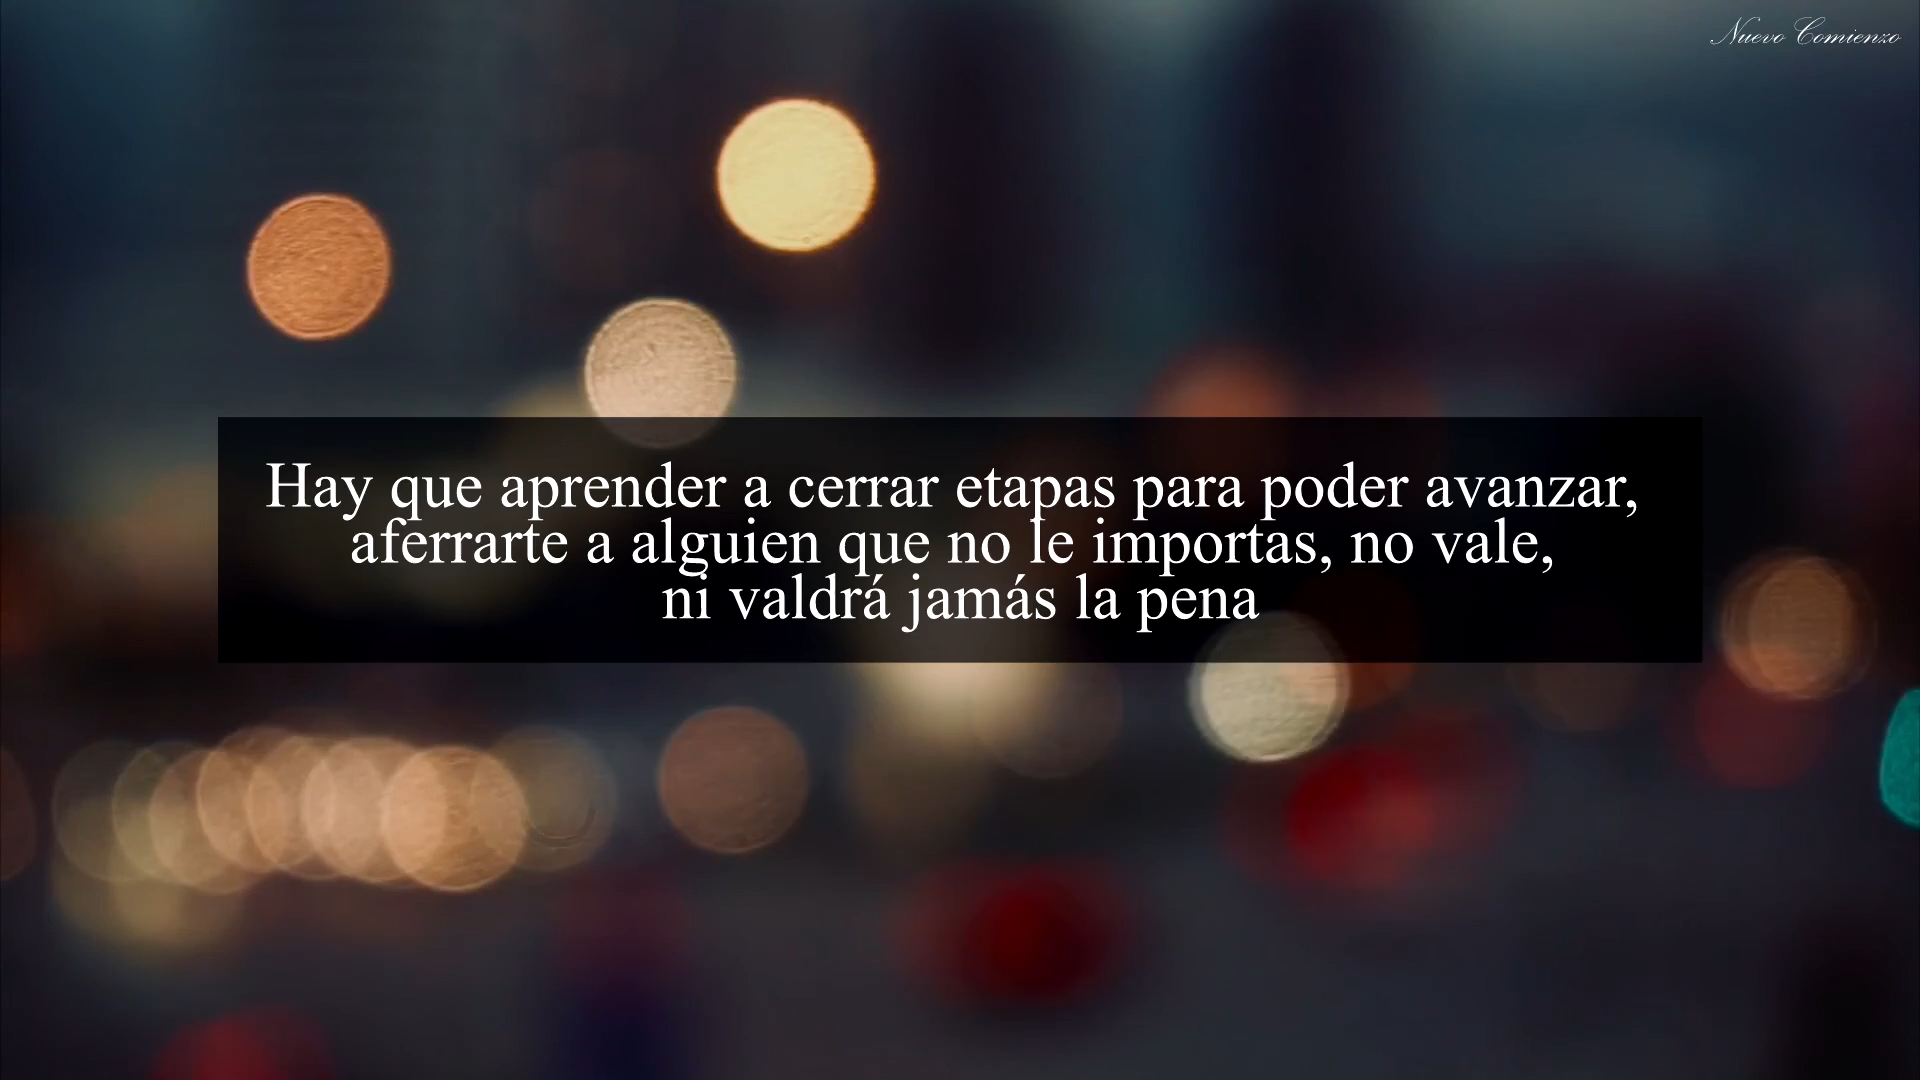 Nuevo Comienzo
Hay que aprender a cerrar etapas para poder avanzar,
aferrarte a alguien que no le importas, no vale,
ni valdrá jamás la pena